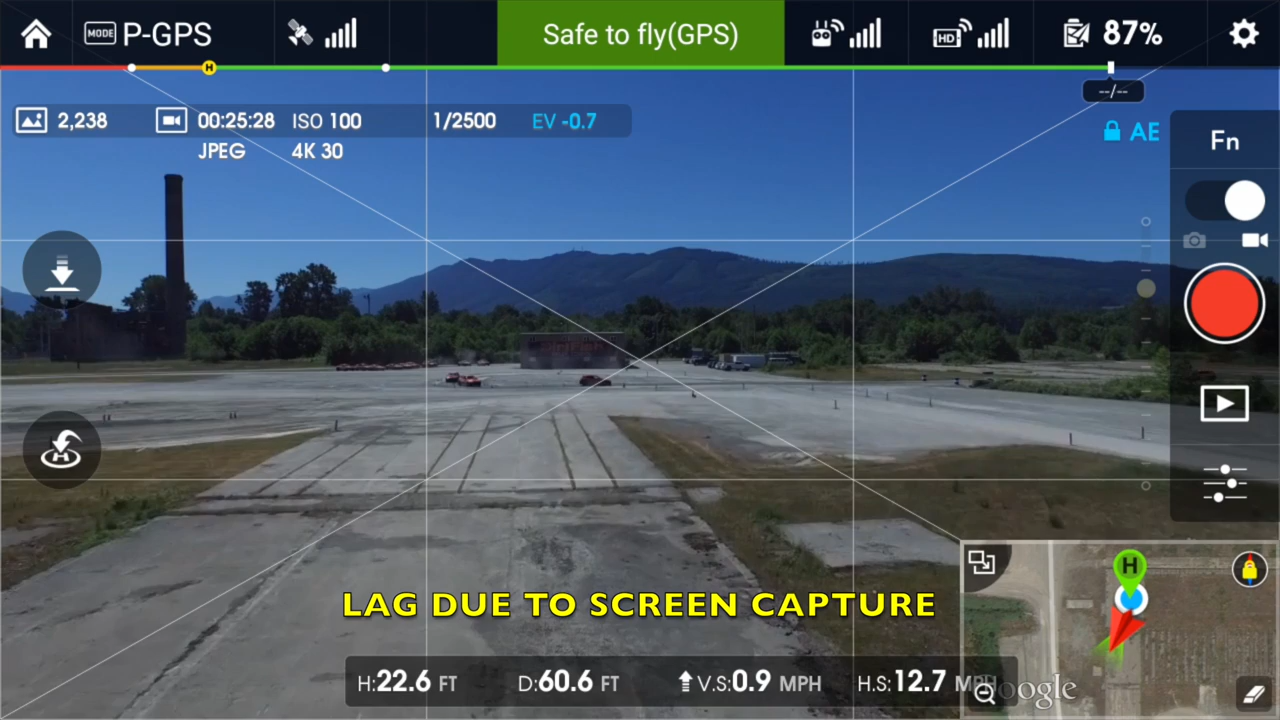 MODE P-GPS Safe to fly(GPS) HD 87%
H
--/--
2,238 00:25:28 ISO 100 1/2500 EV -0.7 AE Fn
JPEG 4K 30
H
H
LAG DUE TO SCREEN CAPTURE
H:22.6 FT D:60.6 FT V.S:0.9 MPH H.S:12.7 MPH
Google